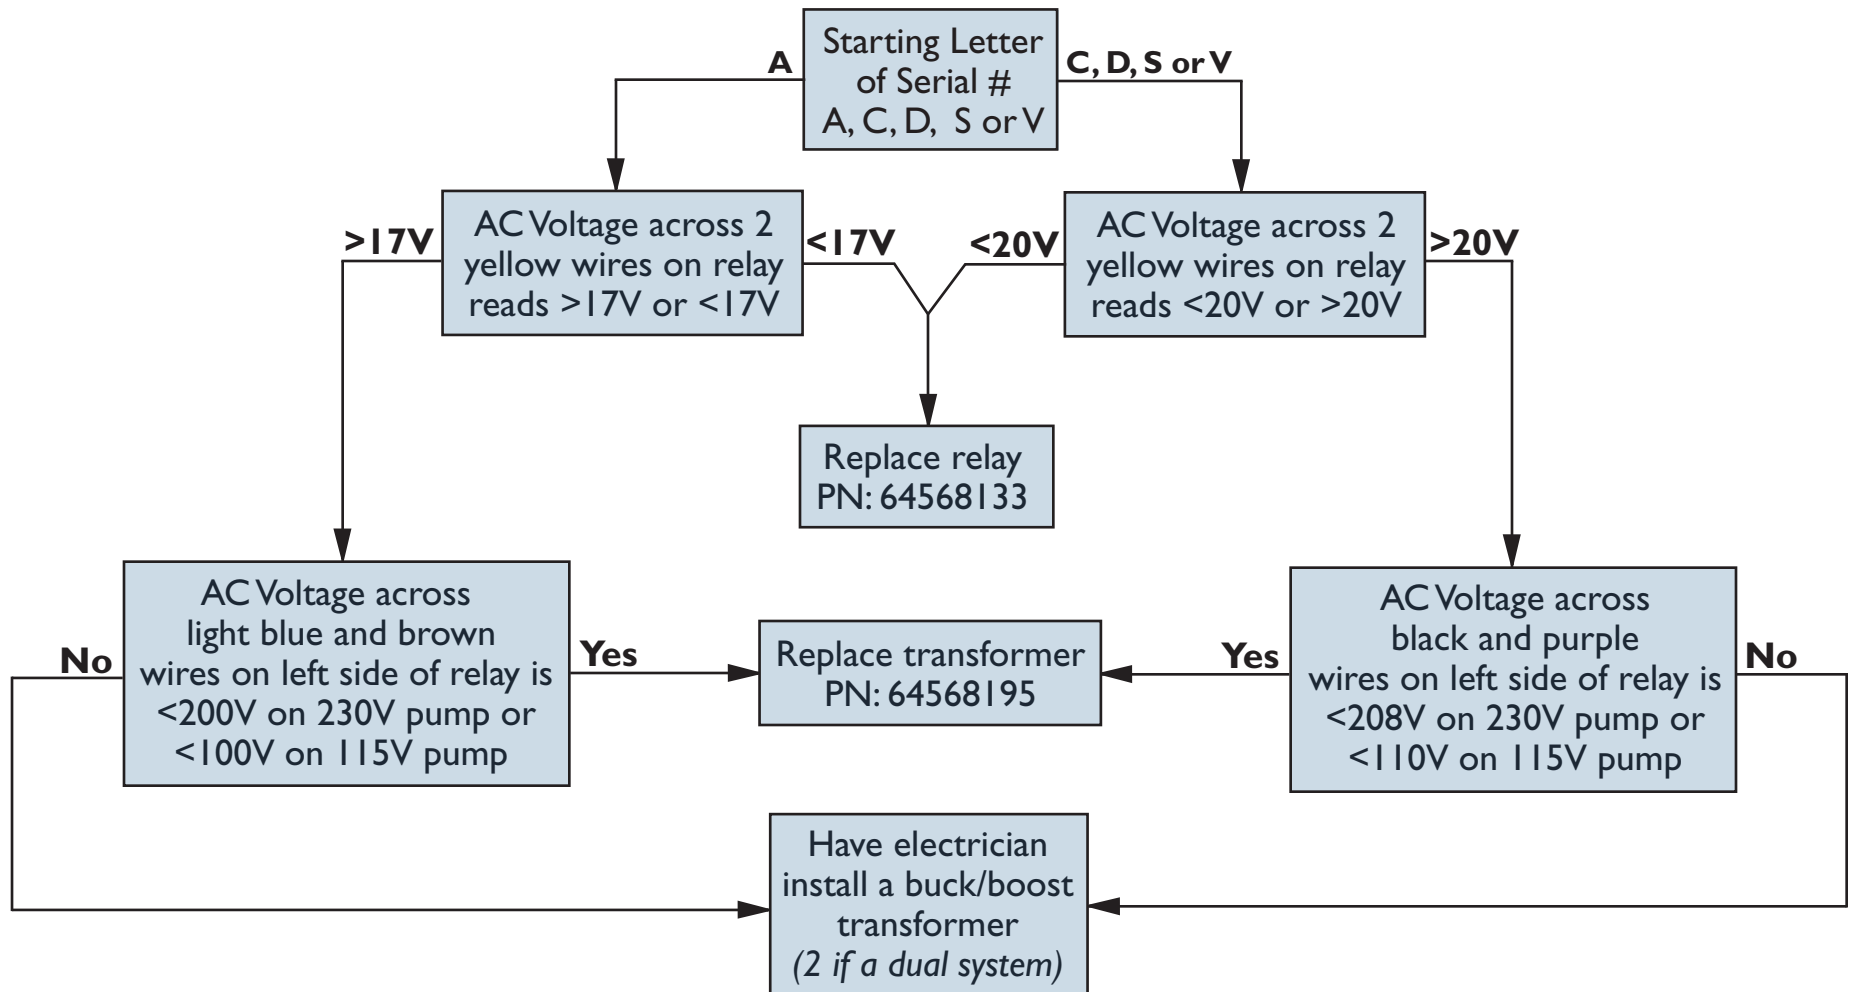 Starting Letter
of Serial #
A, C, D, S or V
A
C, D, S or V
AC Voltage across 2
yellow wires on relay
reads >17V or <17V
>17V
<17V
AC Voltage across 2
yellow wires on relay
reads <20V or >20V
<20V
>20V
Replace relay
PN: 64568133
AC Voltage across
light blue and brown
wires on left side of relay is
<200V on 230V pump or
<100V on 115V pump
No
Yes
Replace transformer
PN: 64568195
AC Voltage across
black and purple
wires on left side of relay is
<208V on 230V pump or
<110V on 115V pump
Yes
No
Have electrician
install a buck/boost
transformer
(2 if a dual system)